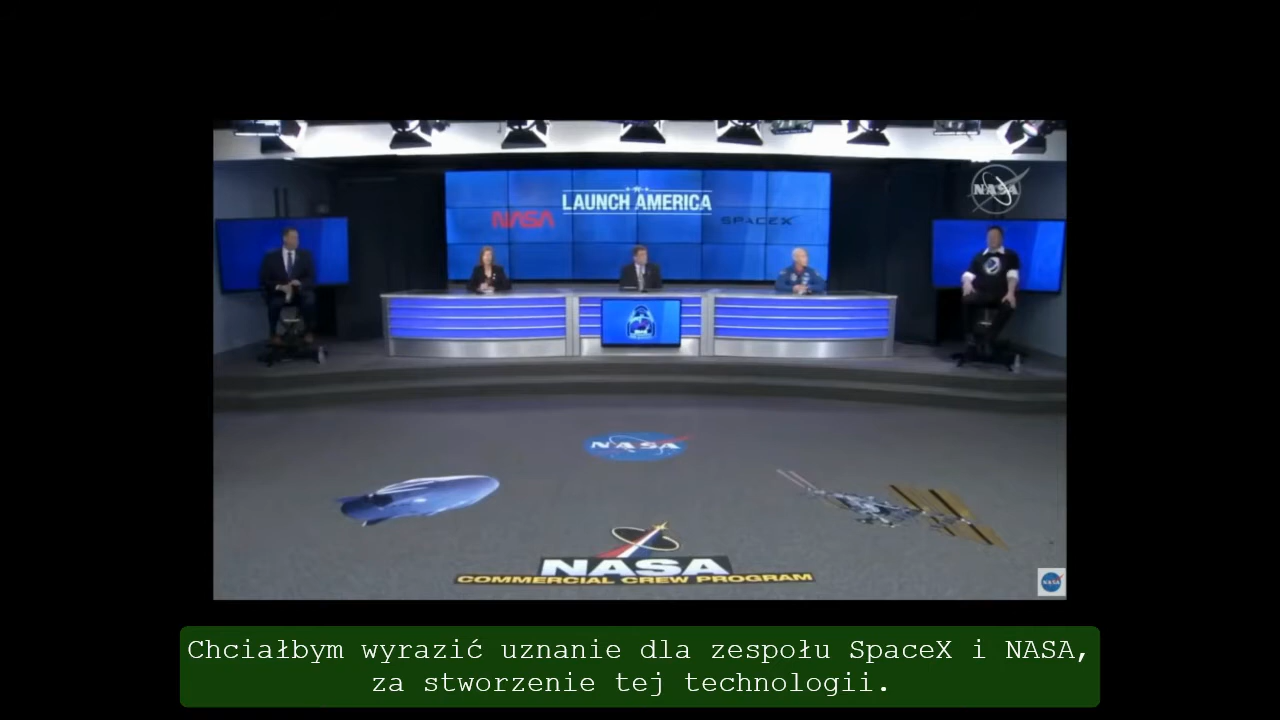 LAUNCH AMERICA
NASA
SPACEX
NASA
NASA
NASA
COMMERCIAL CREW PROGRAM
NASA
Chciałbym wyrazić uznanie dla zespołu SpaceX i NASA,
za stworzenie tej technologii.